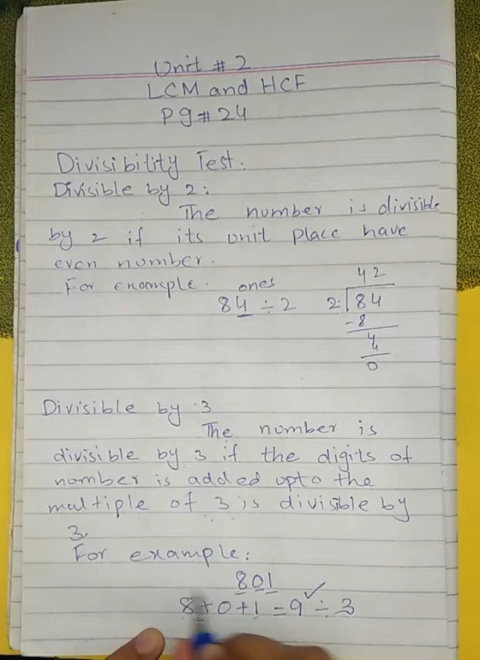 Unit # 2
LCM and HCF
Pg # 24
Divisibility Test:
Divisible by 2:
The number is divisible
by 2 if its unit place have
even number.
For example. ones
84 ÷ 2
42
2 84
-8
4
4
0
Divisible by 3
The number is
divisible by 3 if the digits of
nomber is added upto the
multiple of 3 is divisible by
3.
For example:
801
8+0+1 = 9 ÷ 3